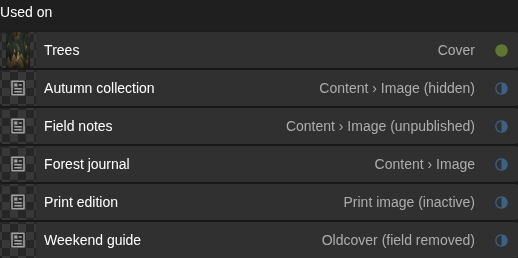 Used on
Trees Cover
Autumn collection Content › Image (hidden)
Field notes Content › Image (unpublished)
Forest journal Content › Image
Print edition Print image (inactive)
Weekend guide Oldcover (field removed)